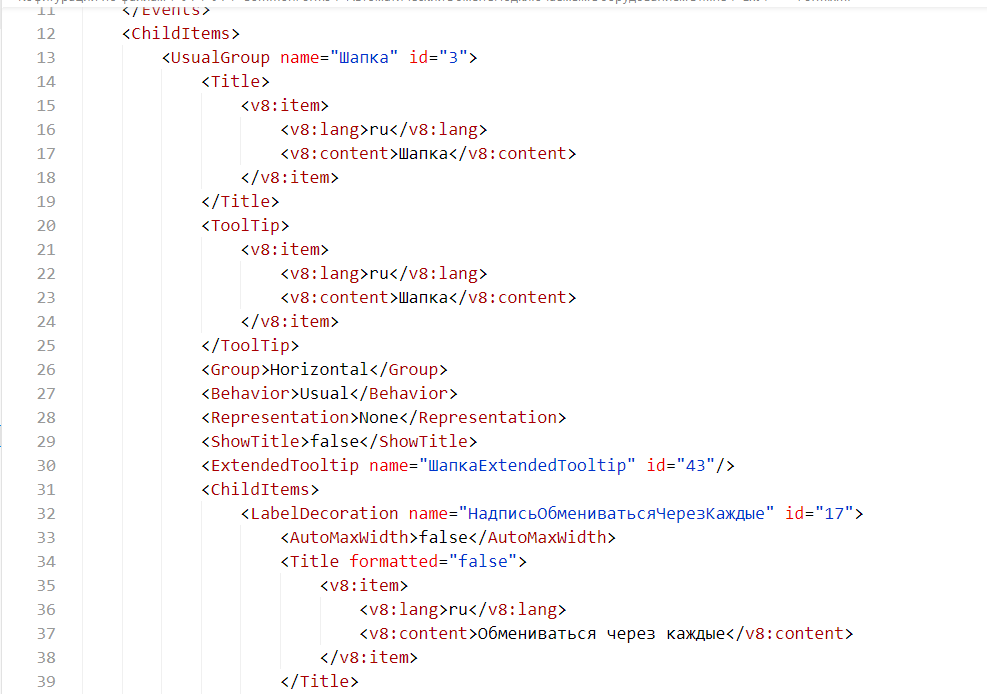 11 </Events>
12 <ChildItems>
13 <UsualGroup name="Шапка" id="3">
14 <Title>
15 <v8:item>
16 <v8:lang>ru</v8:lang>
17 <v8:content>Шапка</v8:content>
18 </v8:item>
19 </Title>
20 <ToolTip>
21 <v8:item>
22 <v8:lang>ru</v8:lang>
23 <v8:content>Шапка</v8:content>
24 </v8:item>
25 </ToolTip>
26 <Group>Horizontal</Group>
27 <Behavior>Usual</Behavior>
28 <Representation>None</Representation>
29 <ShowTitle>false</ShowTitle>
30 <ExtendedTooltip name="ШапкаExtendedTooltip" id="43"/>
31 <ChildItems>
32 <LabelDecoration name="НадписьОбмениватьсяЧерезКаждые" id="17">
33 <AutoMaxWidth>false</AutoMaxWidth>
34 <Title formatted="false">
35 <v8:item>
36 <v8:lang>ru</v8:lang>
37 <v8:content>Обмениваться через каждые</v8:content>
38 </v8:item>
39 </Title>